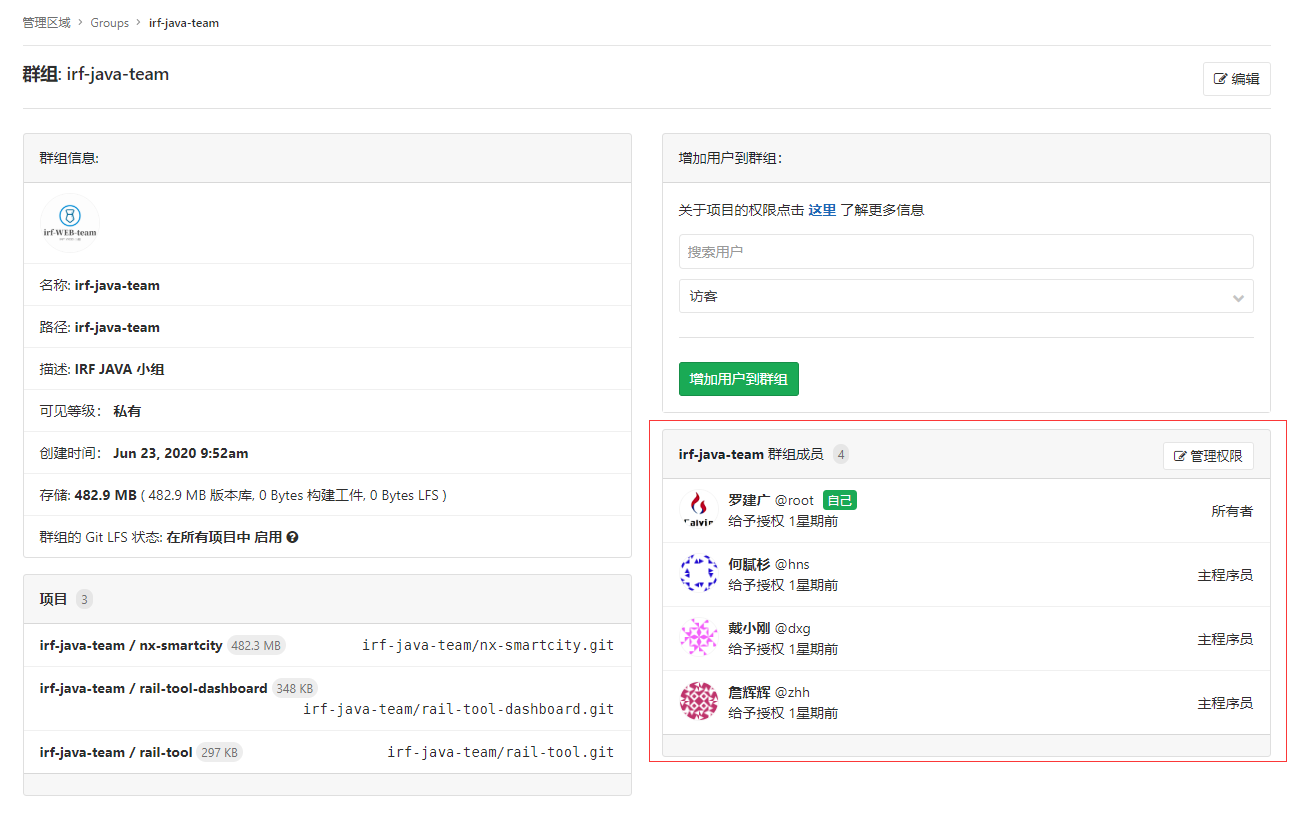 管理区域 › Groups › irf-java-team
群组: irf-java-team
编辑
群组信息:
irf-WEB-team
名称: irf-java-team
路径: irf-java-team
描述: IRF JAVA 小组
可见等级： 私有
创建时间： Jun 23, 2020 9:52am
存储: 482.9 MB ( 482.9 MB 版本库, 0 Bytes 构建工件, 0 Bytes LFS )
群组的 Git LFS 状态: 在所有项目中 启用
项目 3
irf-java-team / nx-smartcity 482.3 MB irf-java-team/nx-smartcity.git
irf-java-team / rail-tool-dashboard 348 KB
irf-java-team/rail-tool-dashboard.git
irf-java-team / rail-tool 297 KB irf-java-team/rail-tool.git
增加用户到群组：
关于项目的权限点击 这里 了解更多信息
搜索用户
访客
增加用户到群组
irf-java-team 群组成员 4 管理权限
罗建广 @root 自己
给予授权 1星期前
所有者
何腻杉 @hns
给予授权 1星期前
主程序员
戴小刚 @dxg
给予授权 1星期前
主程序员
詹辉辉 @zhh
给予授权 1星期前
主程序员